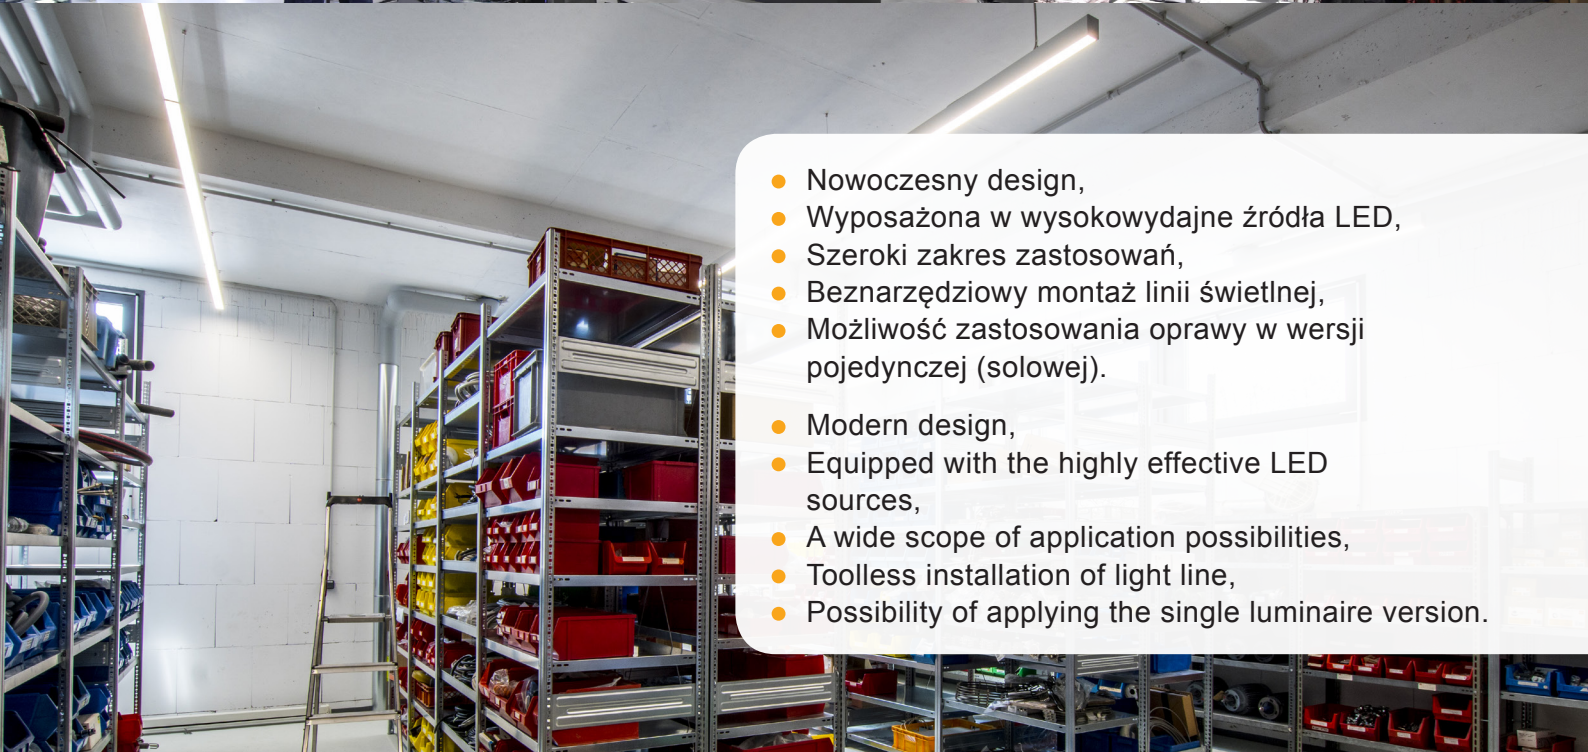 Nowoczesny design,
Wyposażona w wysokowydajne źródła LED,
Szeroki zakres zastosowań,
Beznarzędziowy montaż linii świetlnej,
Możliwość zastosowania oprawy w wersji
pojedynczej (solowej).
Modern design,
Equipped with the highly effective LED
sources,
A wide scope of application possibilities,
Toolless installation of light line,
Possibility of applying the single luminaire version.